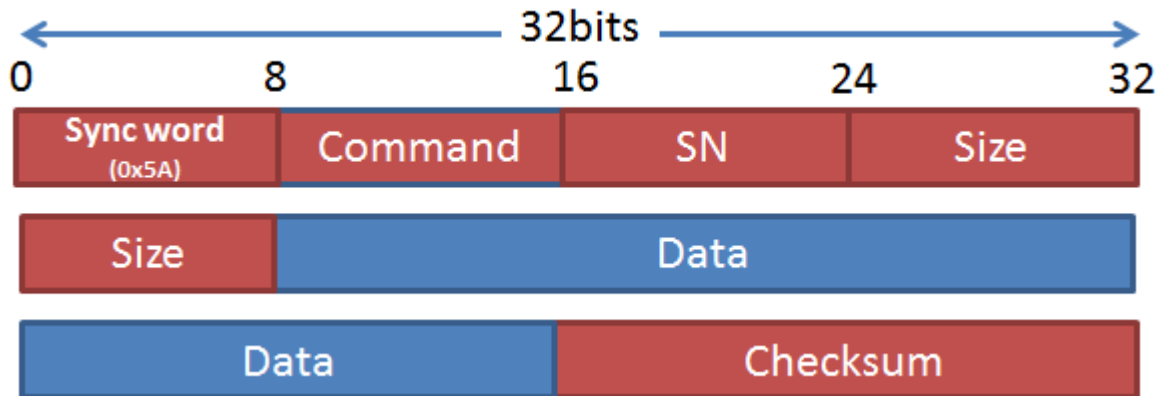 32bits
0 8 16 24 32
Sync word Command SN Size
(0x5A)
Size Data
Data Checksum